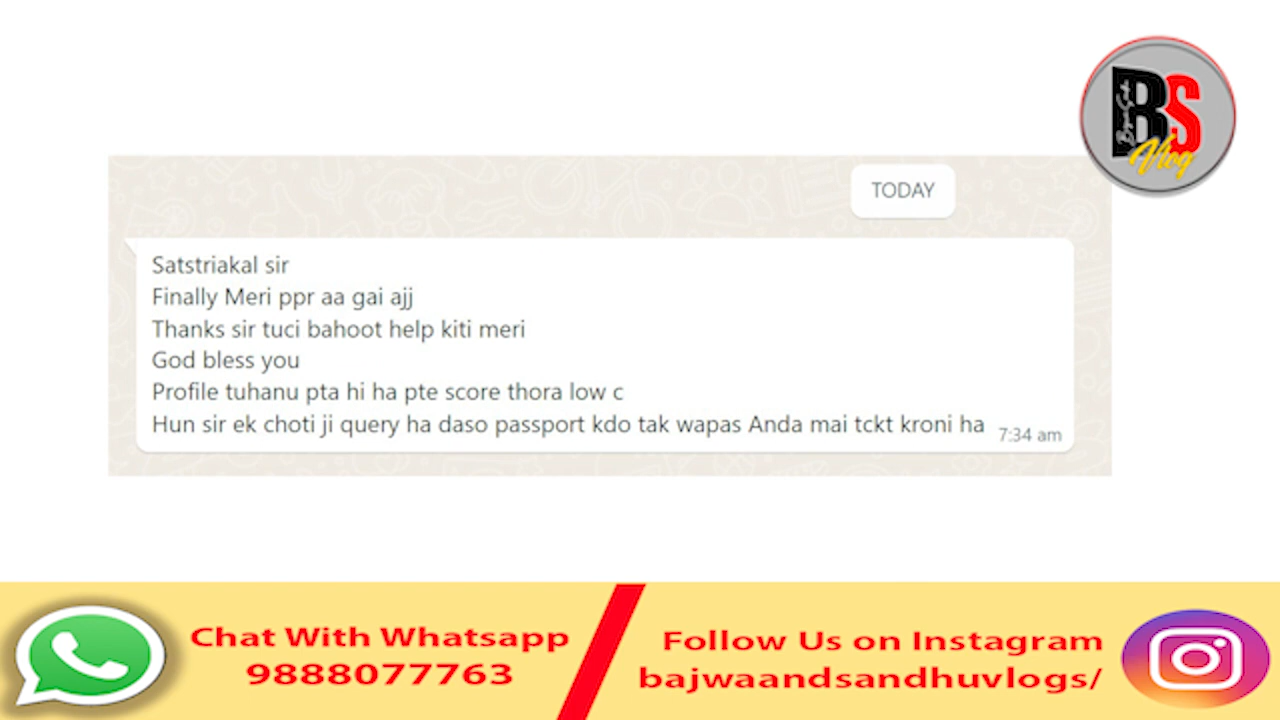 BS
Vlog
TODAY
Satstriakal sir
Finally Meri ppr aa gai ajj
Thanks sir tuci bahoot help kiti meri
God bless you
Profile tuhanu pta hi ha pte score thora low c
Hun sir ek choti ji query ha daso passport kdo tak wapas Anda mai tckt kroni ha
7:34 am
Chat With Whatsapp
9888077763
Follow Us on Instagram
bajwaandsandhuvlogs/